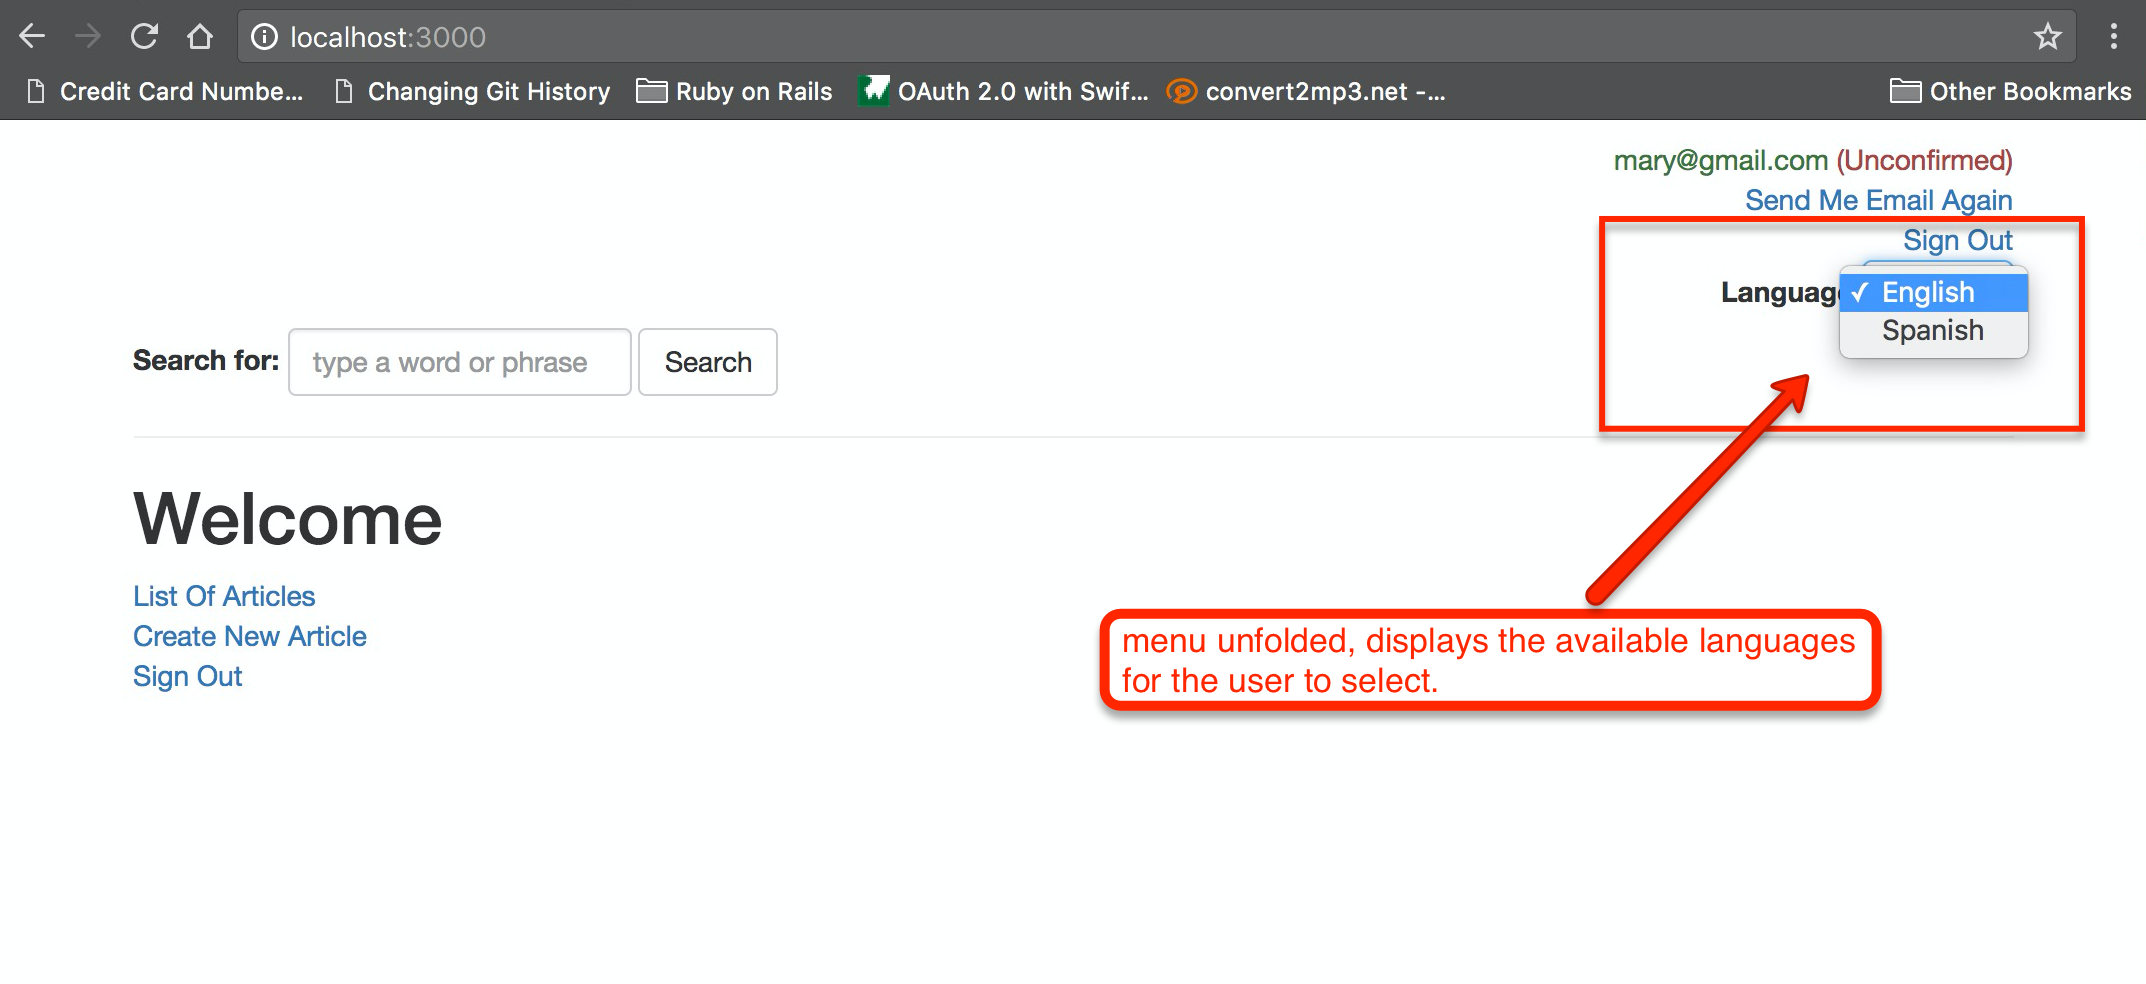 localhost:3000
Credit Card Numbe... Changing Git History Ruby on Rails OAuth 2.0 with Swif... convert2mp3.net -... Other Bookmarks
mary@gmail.com (Unconfirmed)
Send Me Email Again
Sign Out
Language English
Spanish
Search for: type a word or phrase Search
Welcome
List Of Articles
Create New Article
Sign Out
menu unfolded, displays the available languages
for the user to select.